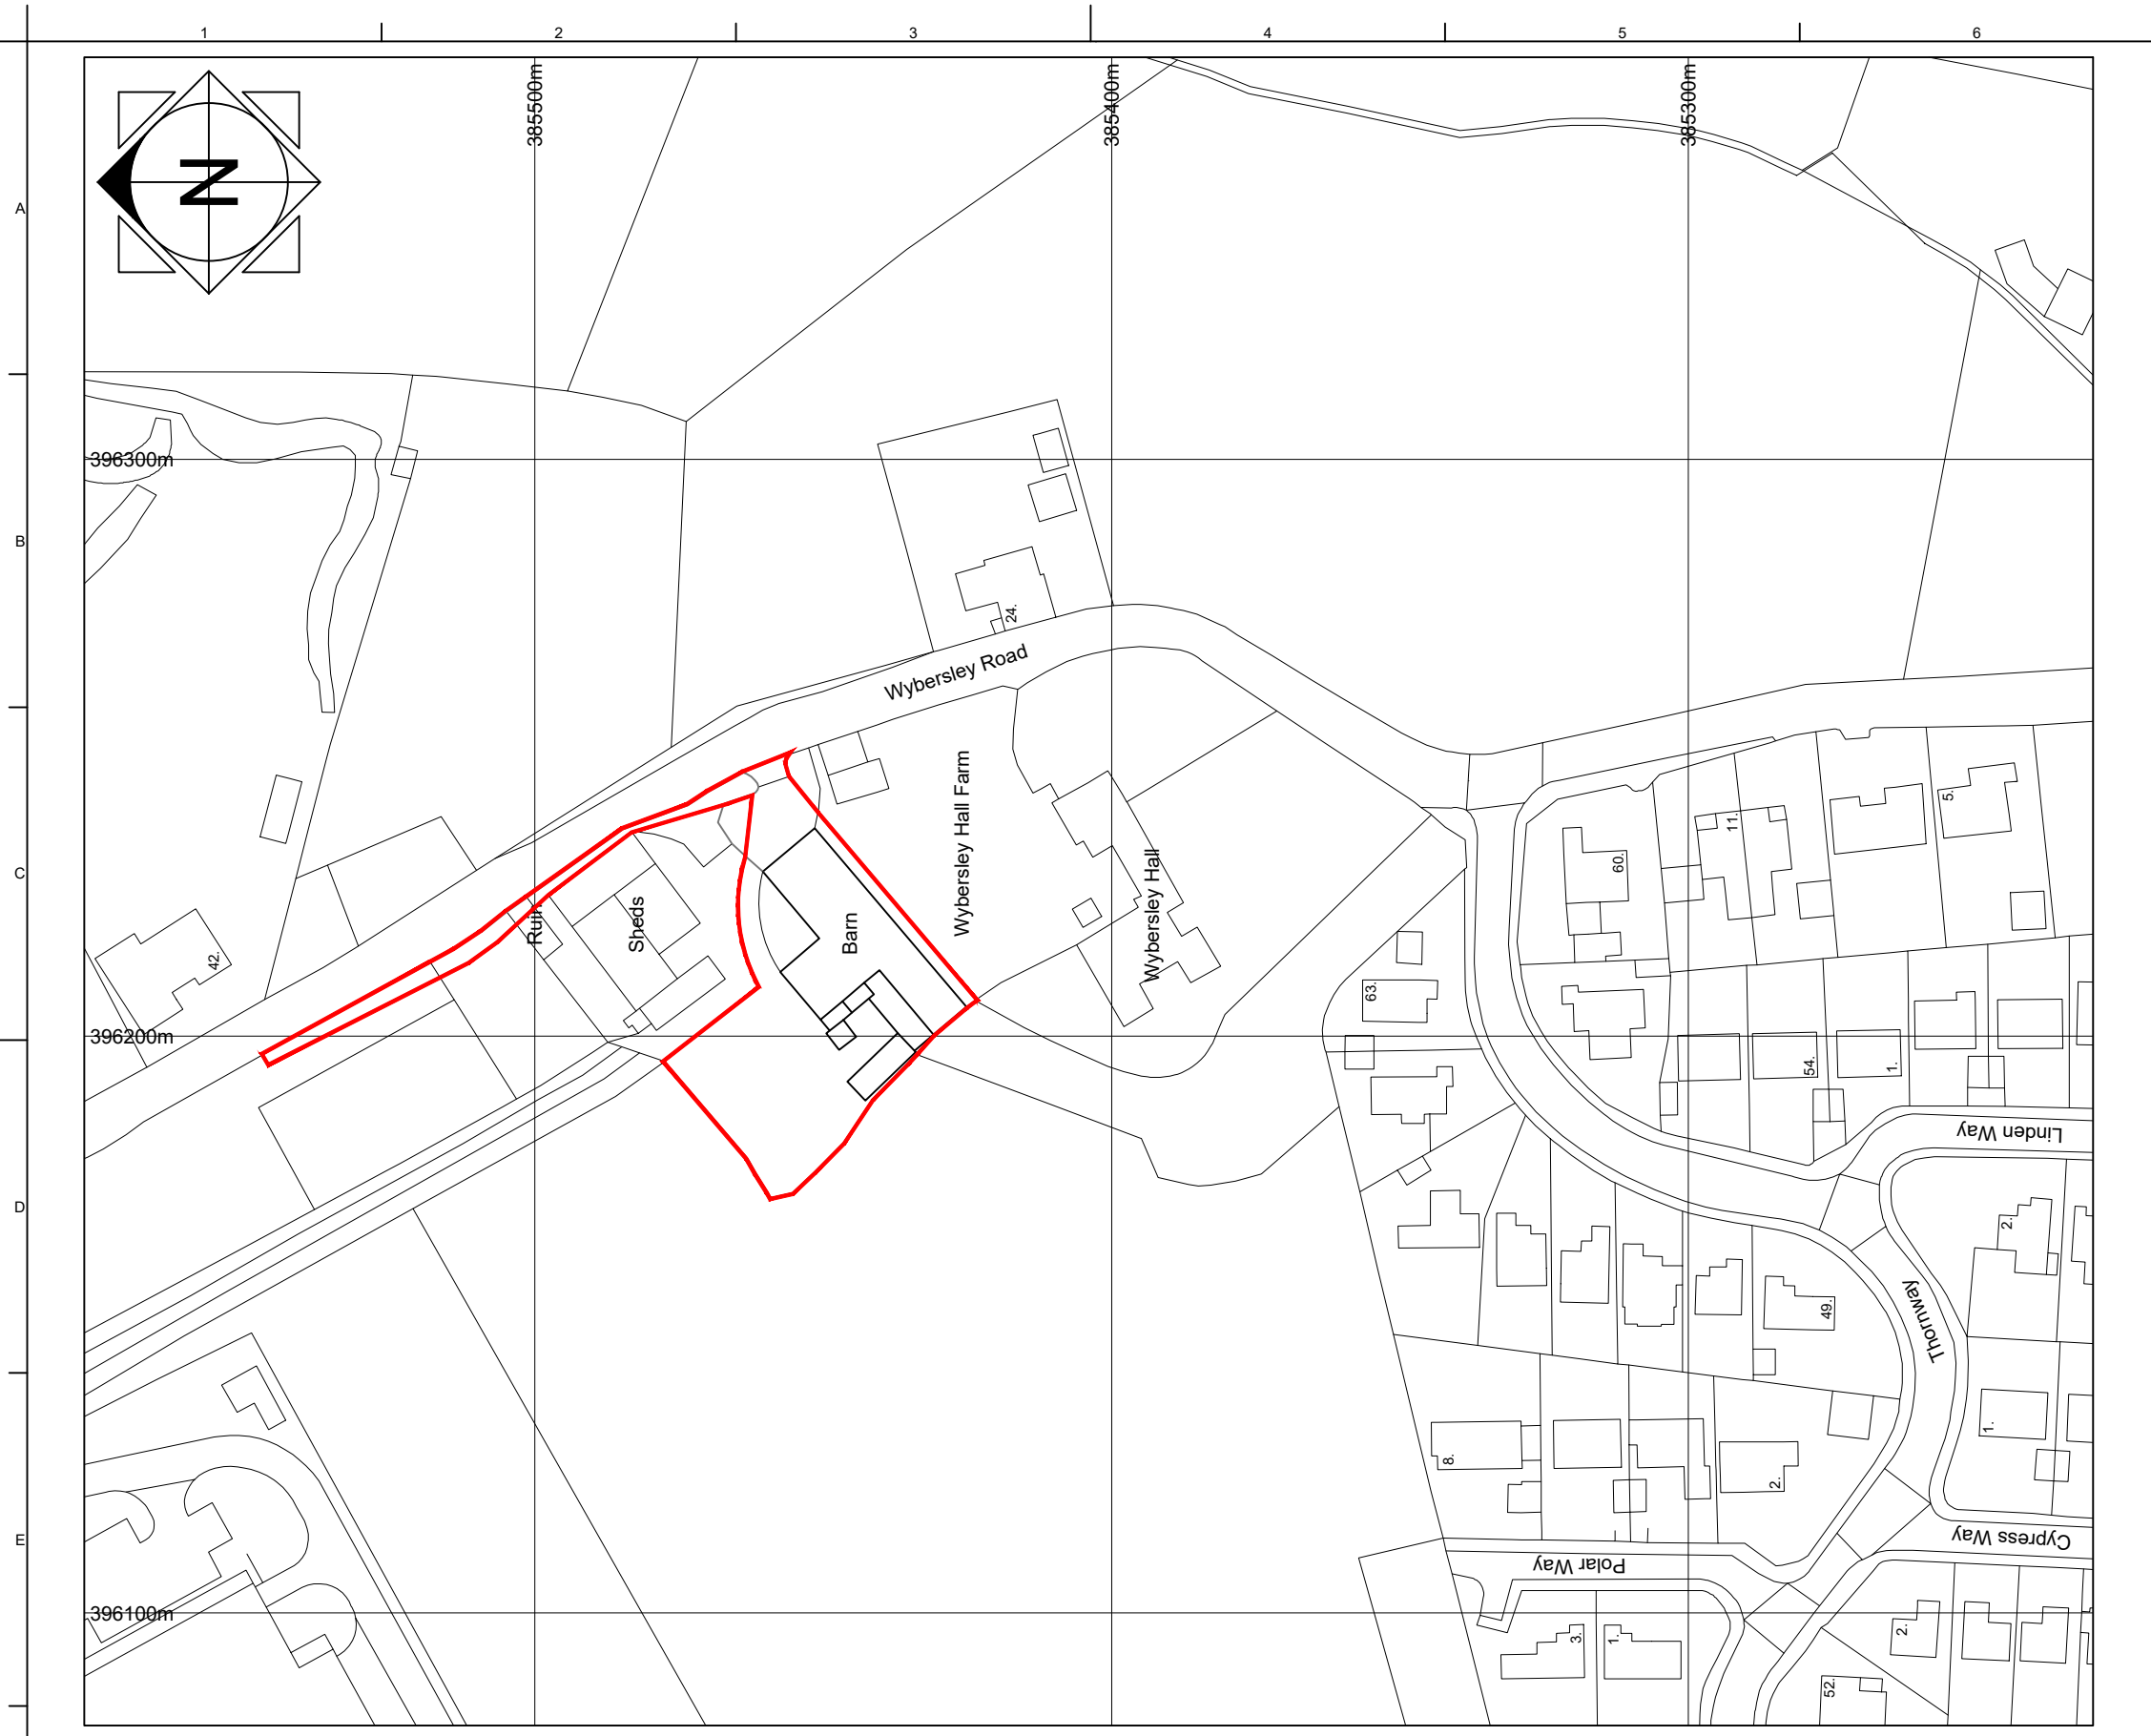 1
2
3
4
5
6
A
B
C
D
E
N
385500m
385400m
385300m
396300m
396200m
396100m
24.
Wybersley Road
Wybersley Hall Farm
Wybersley Hall
Barn
Sheds
Ruin
42.
60.
11.
5.
63.
54.
1.
Linden Way
2.
49.
Thornway
1.
8.
2.
Cypress Way
Polar Way
3.
1.
2.
52.